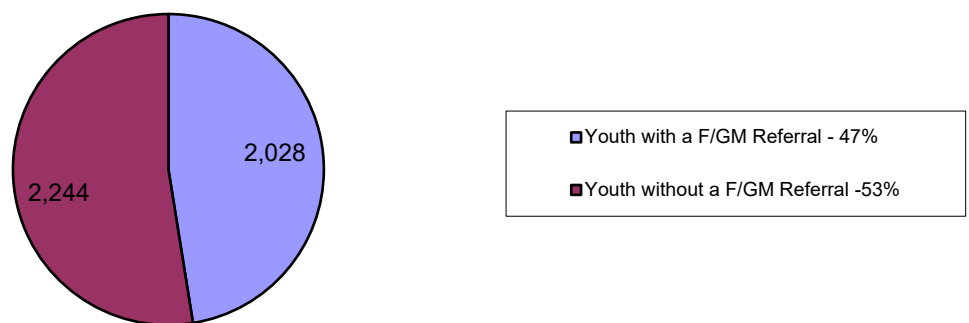 2,028
2,244
Youth with a F/GM Referral - 47%
Youth without a F/GM Referral -53%